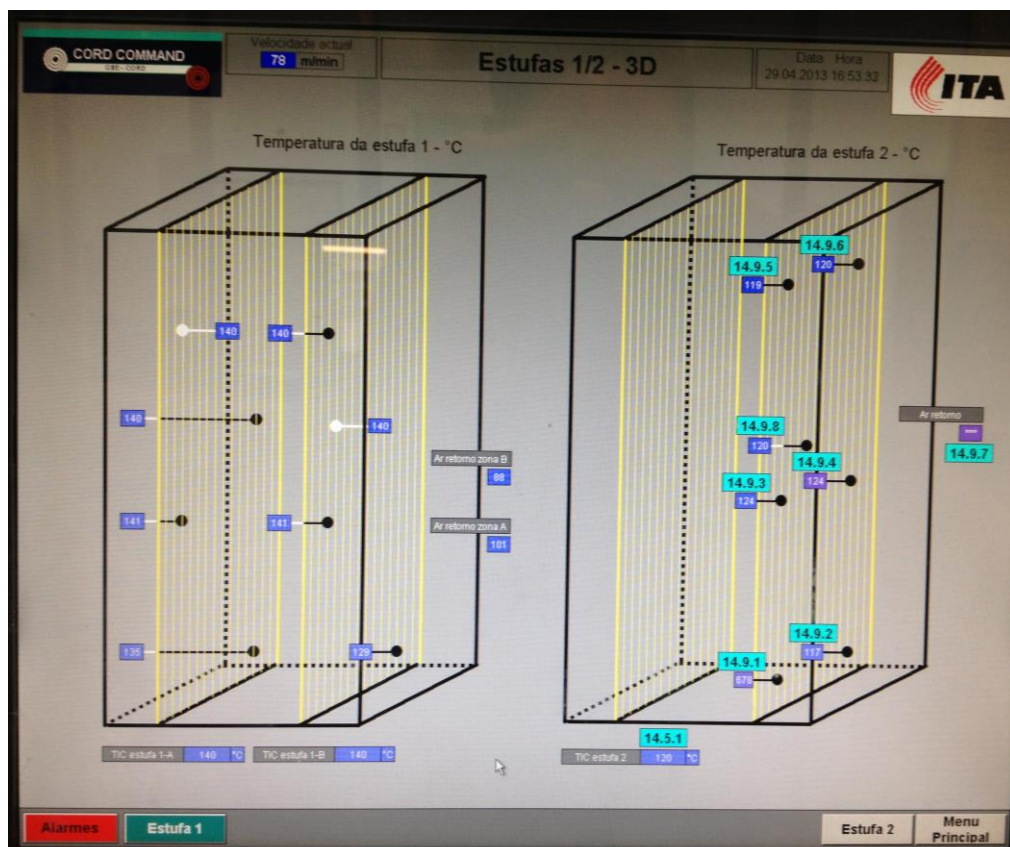 CORD COMMAND
Velocidade actual
78 m/min
Estufas 1/2 - 3D
Data Hora
29.04.2013 16:53:32
ITA
Temperatura da estufa 1 - °C
Temperatura da estufa 2 - °C
14.9.6
120
14.9.5
119
140
140
140
140
14.9.8
120
Ar retorno
***
14.9.7
Ar retorno zona B
88
14.9.4
124
14.9.3
124
141
141
Ar retorno zona A
101
135
129
14.9.2
117
14.9.1
678
14.5.1
TIC estufa 1-A 140 °C
TIC estufa 1-B 140 °C
TIC estufa 2 120 °C
Alarmes
Estufa 1
Estufa 2
Menu
Principal